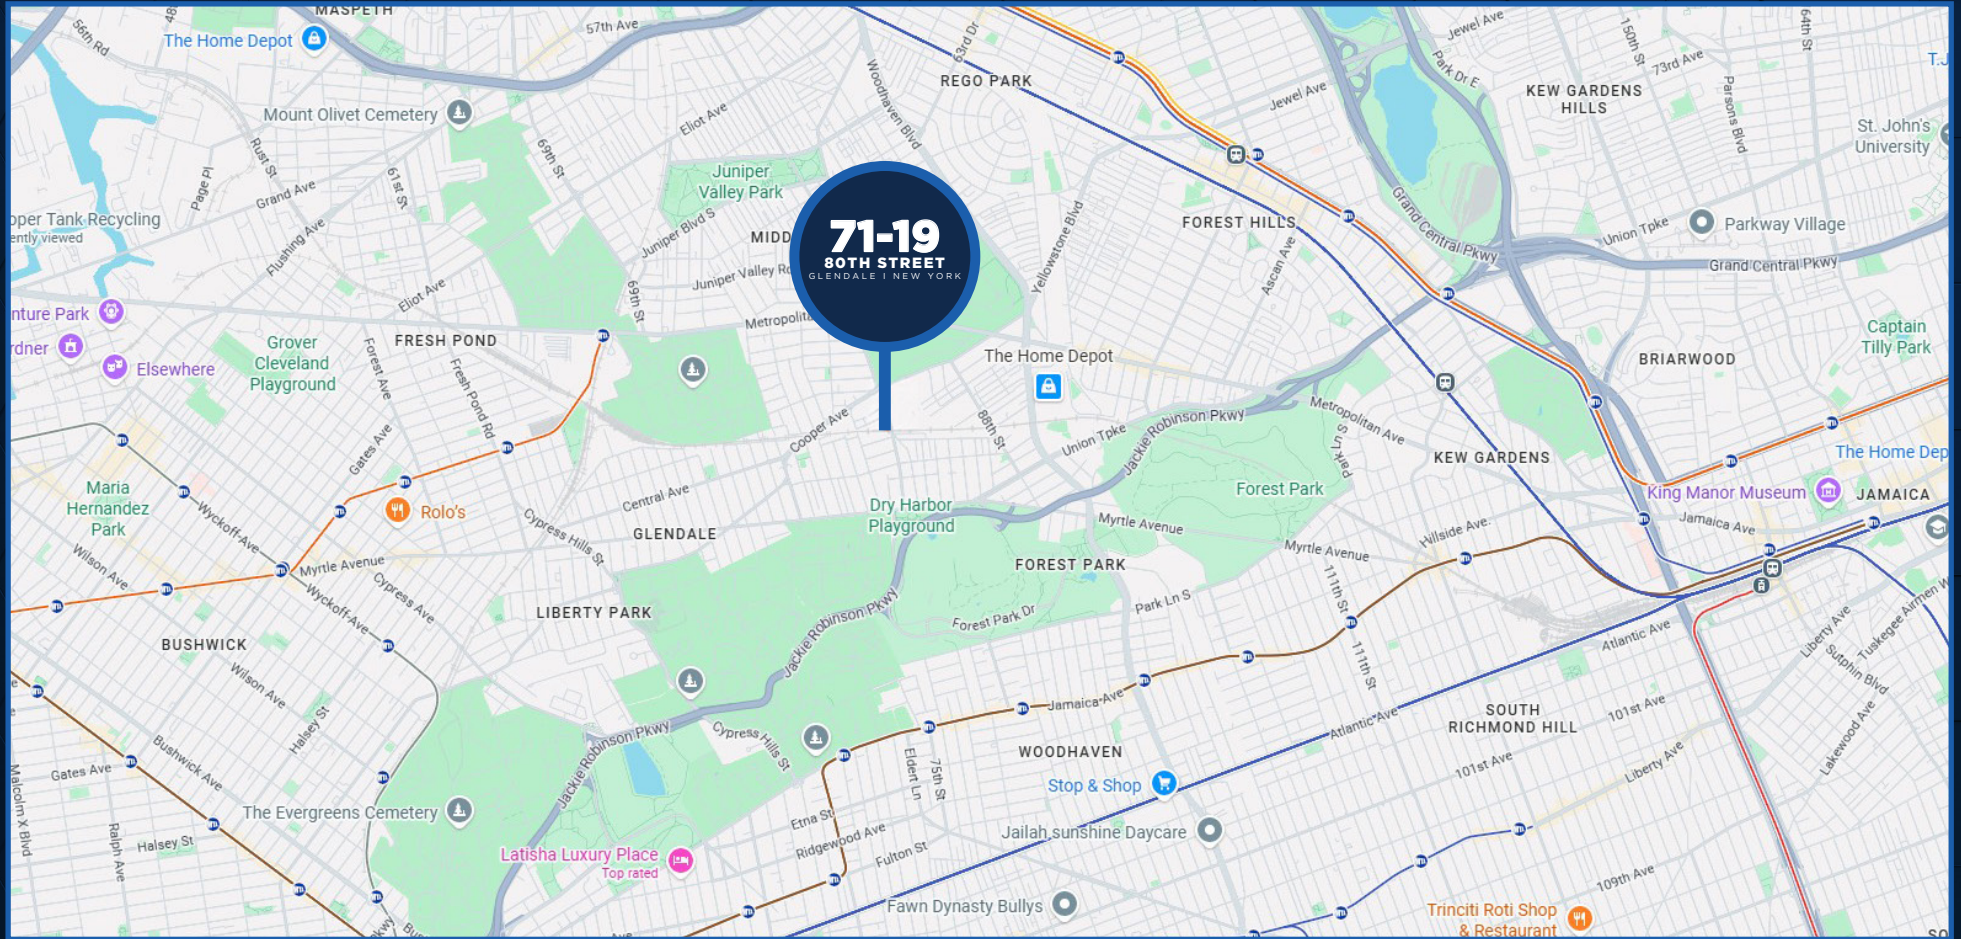 MASPETH
48
56th Rd
The Home Depot
57th Ave
63rd Dr
Jewel Ave
150th St
64th St
REGO PARK
Woodhaven Blvd
Park Dr E
73rd Ave
T.J
KEW GARDENS
HILLS
Parsons Blvd
Mount Olivet Cemetery
Eliot Ave
Jewel Ave
St. John's
University
Rust St
69th St
Page Pl
Grand Ave
61st St
Juniper
Valley Park
71-19
80TH STREET
GLENDALE | NEW YORK
oper Tank Recycling
ently viewed
Flushing Ave
Juniper Blvd S
MIDD
Yellowstone Blvd
FOREST HILLS
Ascan Ave
Grand Central Pkwy
Union Tpke
Parkway Village
Grand Central Pkwy
Juniper Valley Rd
Eliot Ave
69th St
nture Park
rdner
Elsewhere
Grover
Cleveland
Playground
FRESH POND
Metropolita
The Home Depot
BRIARWOOD
Captain
Tilly Park
Forest Ave
Fresh Pond Rd
Gates Ave
Cooper Ave
88th St
Union Tpke
Jackie Robinson Pkwy
Metropolitan Ave
Park Ln S
KEW GARDENS
The Home Dep
Maria
Hernandez
Park
Wyckoff Ave
Rolo's
Central Ave
Cypress Hills St
GLENDALE
Dry Harbor
Playground
Forest Park
King Manor Museum
JAMAICA
Jamaica Ave
Myrtle Avenue
Hillside Ave.
Wilson Ave
Myrtle Avenue
Cypress Ave
Wyckoff Ave
FOREST PARK
Myrtle Avenue
111th St
LIBERTY PARK
Jackie Robinson Pkwy
Forest Park Dr
Park Ln S
Atlantic Ave
Liberty Ave
Tuskegee Airmen W
Sutphin Blvd
BUSHWICK
Wilson Ave
Halsey St
111th St
Jamaica Ave
Atlantic Ave
SOUTH
RICHMOND HILL
101st Ave
Lakewood Ave
Jackie Robinson Pkwy
Cypress Hills St
WOODHAVEN
Eldert Ln
75th St
Stop & Shop
101st Ave
Liberty Ave
Bushwick Ave
Gates Ave
Malcolm X Blvd
The Evergreens Cemetery
Etna St
Ridgewood Ave
Fulton St
Jailah sunshine Daycare
Halsey St
Ralph Ave
Latisha Luxury Place
Top rated
109th Ave
Fawn Dynasty Bullys
Trinciti Roti Shop
& Restaurant
kwy
Bus
Ave
SO